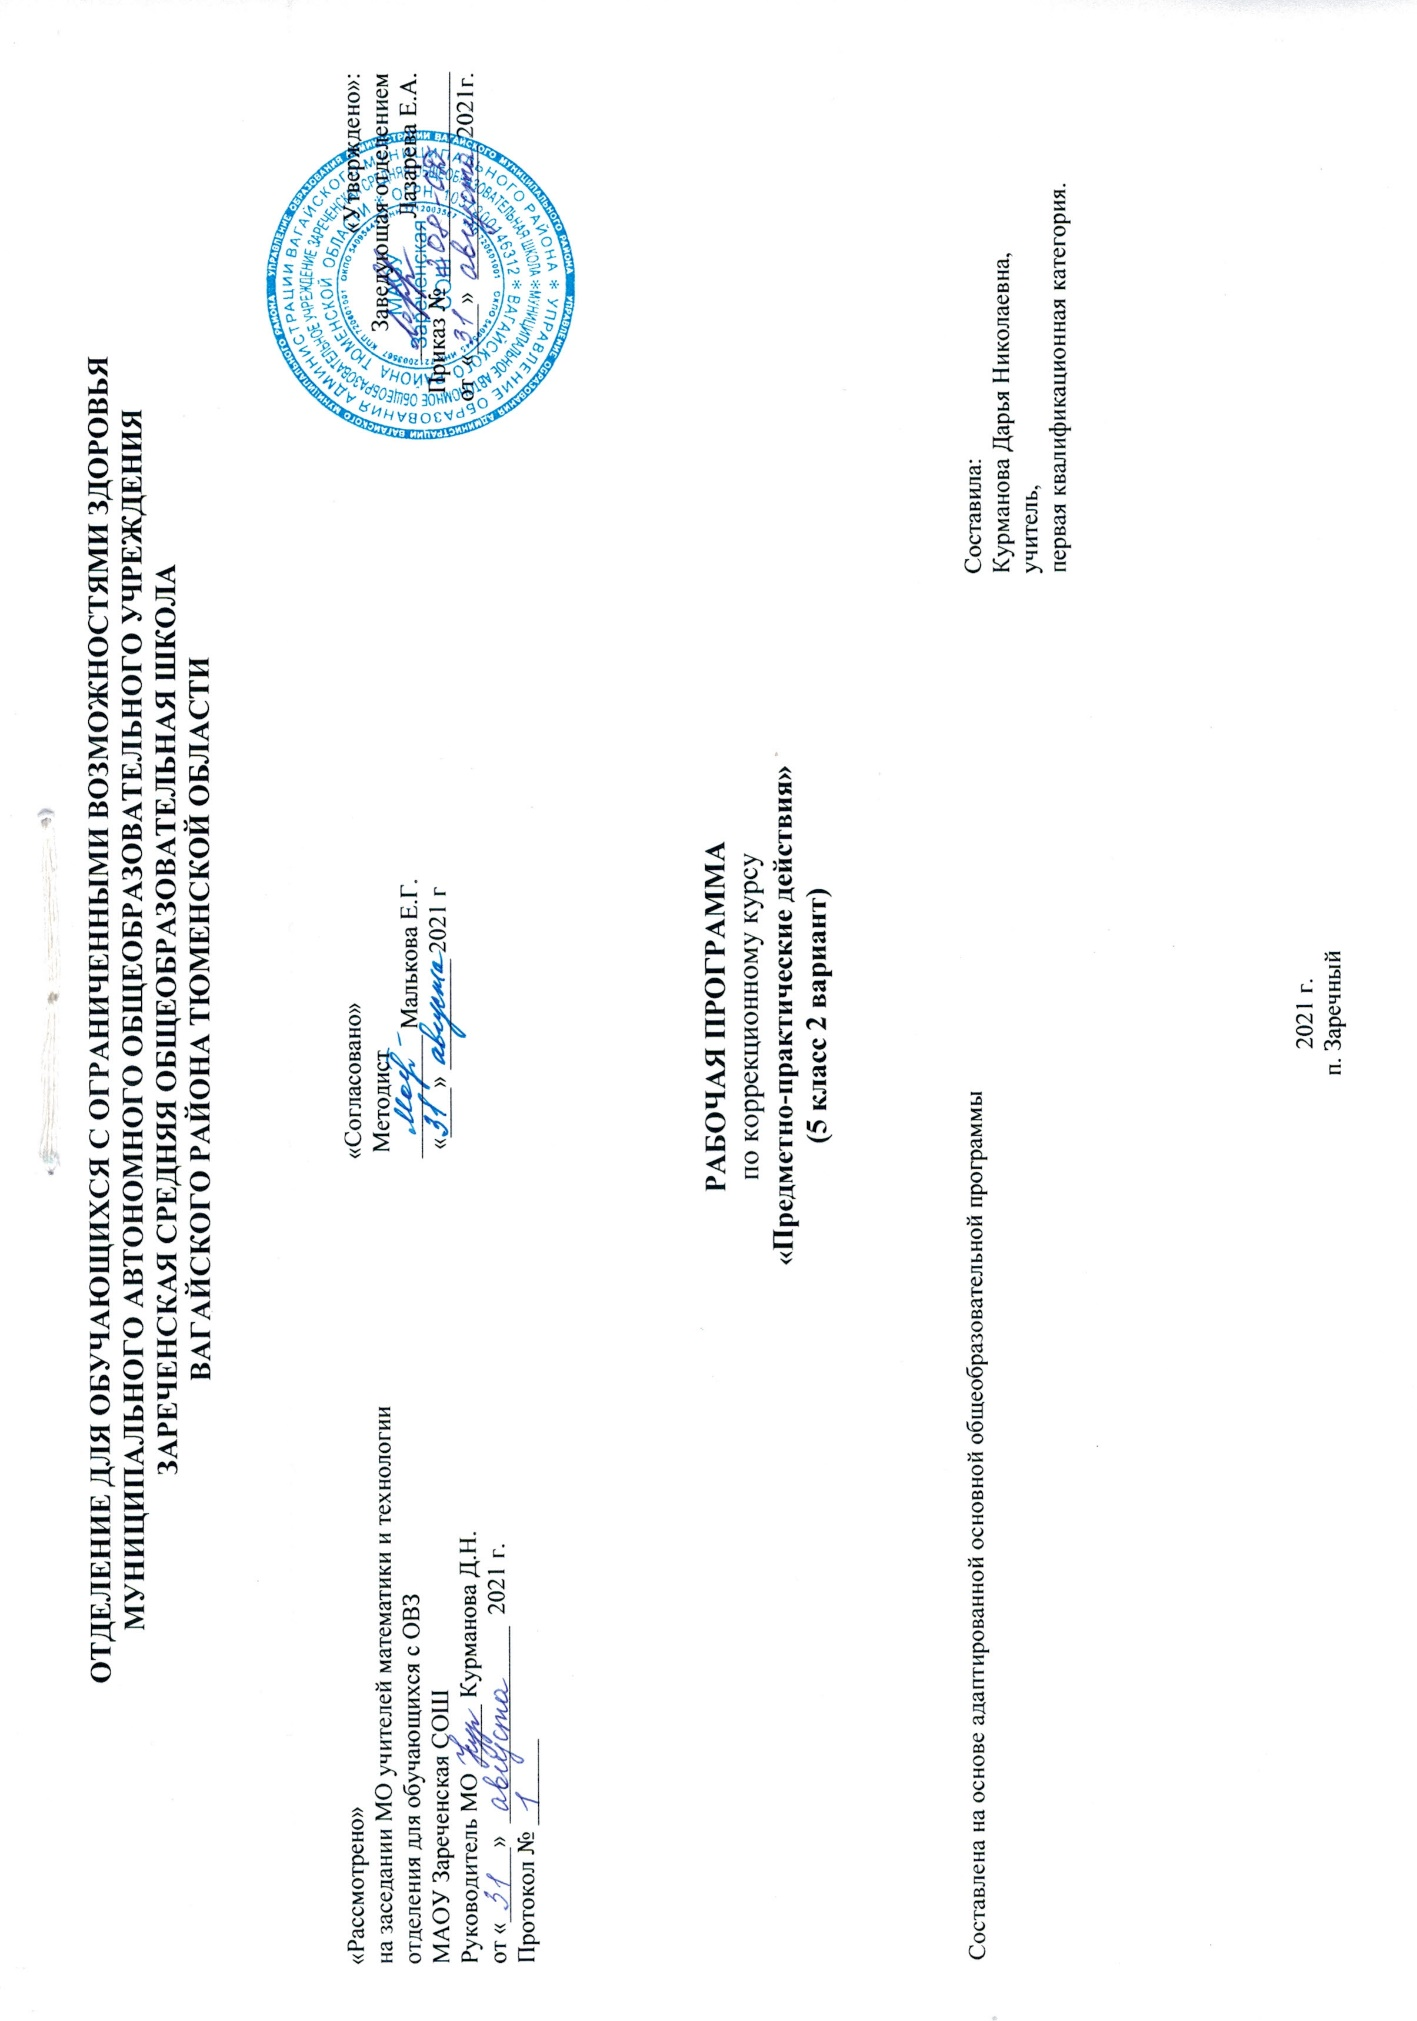 ОТДЕЛЕНИЕ ДЛЯ ОБУЧАЮЩИХСЯ С ОГРАНИЧЕННЫМИ ВОЗМОЖНОСТЯМИ ЗДОРОВЬЯ
МУНИЦИПАЛЬНОГО АВТОНОМНОГО ОБЩЕОБРАЗОВАТЕЛЬНОГО УЧРЕЖДЕНИЯ
ЗАРЕЧЕНСКАЯ СРЕДНЯЯ ОБЩЕОБРАЗОВАТЕЛЬНАЯ ШКОЛА
ВАГАЙСКОГО РАЙОНА ТЮМЕНСКОЙ ОБЛАСТИ
«Рассмотрено»
на заседании МО учителей математики и технологии
отделения для обучающихся с ОВЗ
МАОУ Зареченская СОШ
Руководитель МО Курманова Д.Н.
от «31» августа 2021 г.
Протокол № 1
«Согласовано»
Методист
Малькова Е.Г.
«31» августа 2021 г
«Утверждено»:
Заведующая отделением
Лазарева Е.А.
Приказ №
от «31» августа 2021г.
МАОУ
Зареченская
СОШ
РАБОЧАЯ ПРОГРАММА
по коррекционному курсу
«Предметно-практические действия»
(5 класс 2 вариант)
Составлена на основе адаптированной основной общеобразовательной программы
Составила:
Курманова Дарья Николаевна,
учитель,
первая квалификационная категория.
2021 г.
п. Заречный